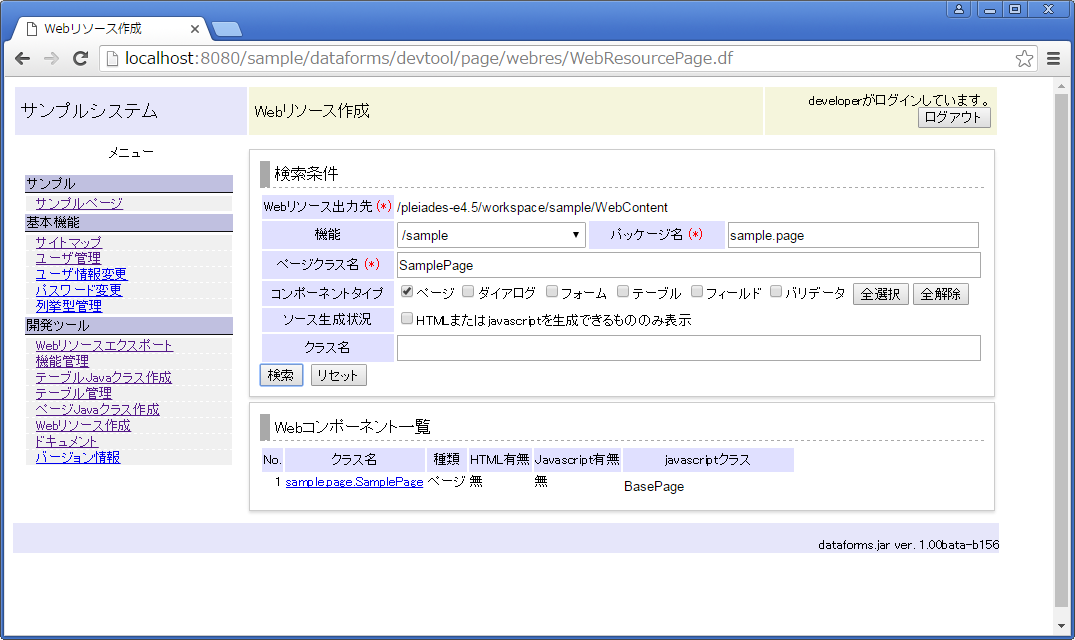 Webリソース作成
localhost:8080/sample/dataforms/devtool/page/webres/WebResourcePage.df
サンプルシステム
Webリソース作成
developerがログインしています。
ログアウト
メニュー
サンプル
サンプルページ
基本機能
サイトマップ
ユーザ管理
ユーザ情報変更
パスワード変更
列挙型管理
開発ツール
Webリソースエクスポート
機能管理
テーブルJavaクラス作成
テーブル管理
ページJavaクラス作成
Webリソース作成
ドキュメント
バージョン情報
検索条件
Webリソース出力先 (*) /pleiades-e4.5/workspace/sample/WebContent
機能 /sample パッケージ名 (*) sample.page
ページクラス名 (*) SamplePage
コンポーネントタイプ ページ ダイアログ フォーム テーブル フィールド バリデータ 全選択 全解除
ソース生成状況 HTMLまたはjavascriptを生成できるもののみ表示
クラス名
検索 リセット
Webコンポーネント一覧
No. クラス名 種類 HTML有無 Javascript有無 javascriptクラス
1 sample.page.SamplePage ページ 無 無 BasePage
dataforms.jar ver. 1.00bata-b156